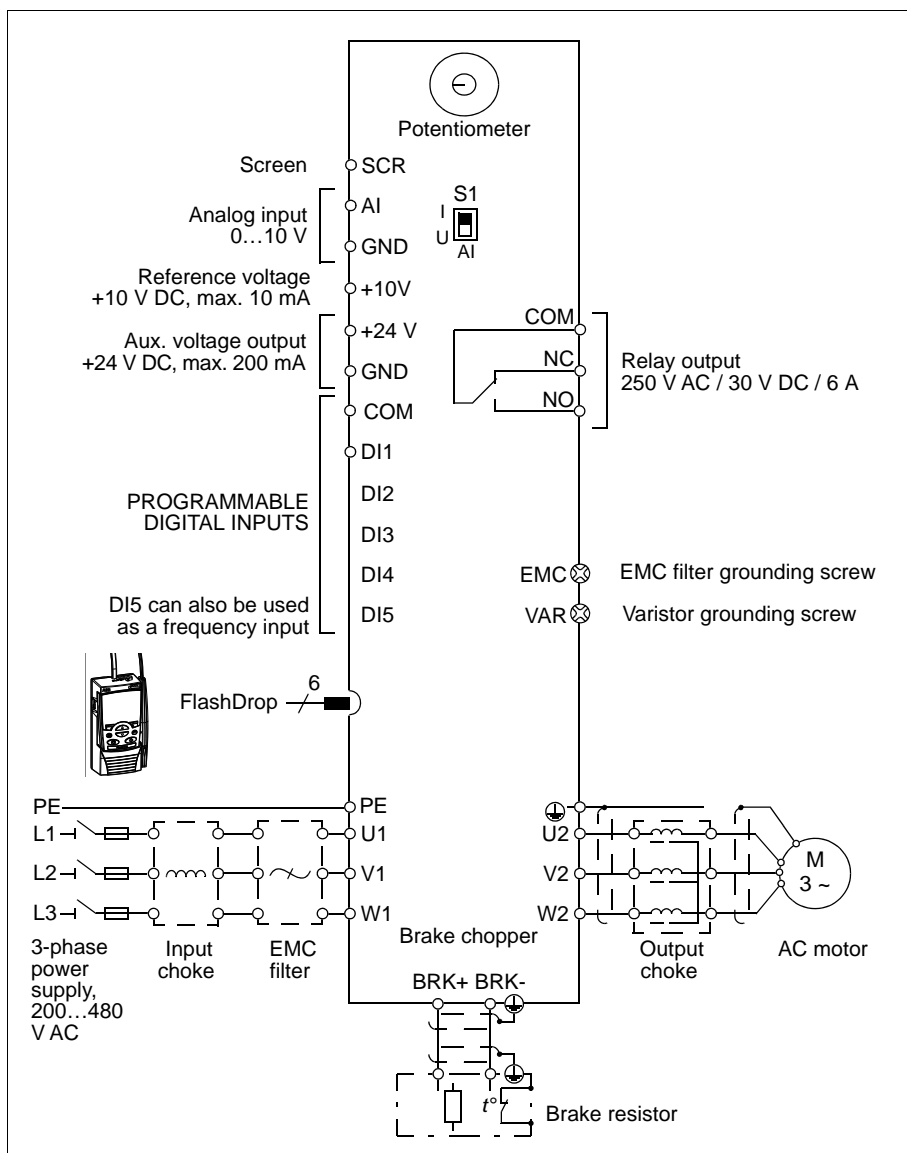 Potentiometer
Screen
SCR
Analog input
0…10 V
AI
GND
S1
I
U
AI
Reference voltage
+10 V DC, max. 10 mA
+10V
Aux. voltage output
+24 V DC, max. 200 mA
+24 V
GND
COM
NC
NO
Relay output
250 V AC / 30 V DC / 6 A
COM
DI1
PROGRAMMABLE
DIGITAL INPUTS
DI2
DI3
DI4
DI5
DI5 can also be used
as a frequency input
EMC
EMC filter grounding screw
VAR
Varistor grounding screw
FlashDrop
6
PE
PE
L1
U1
U2
L2
V1
V2
L3
W1
W2
M
3 ~
3-phase
power
supply,
200…480
V AC
Input
choke
EMC
filter
Brake chopper
Output
choke
AC motor
BRK+ BRK-
t°
Brake resistor